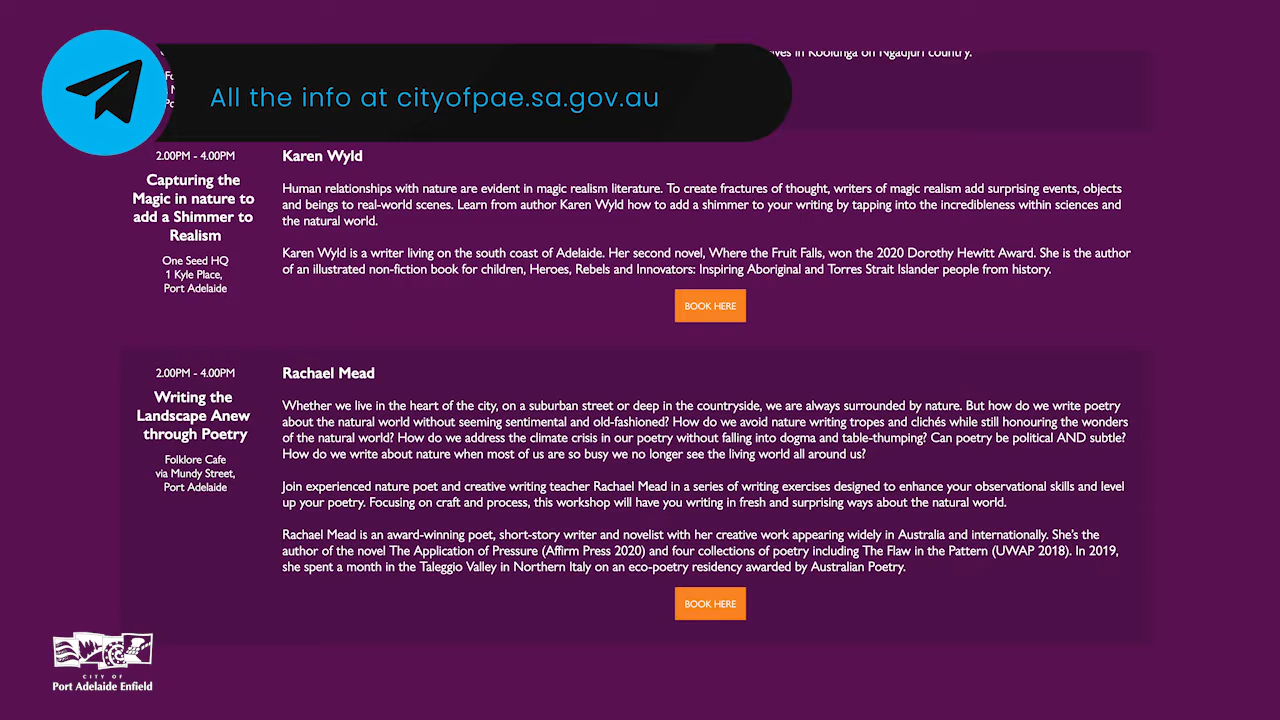 ves in Koolunga on Ngadjuri country.
All the info at cityofpae.sa.gov.au
2.00PM - 4.00PM
Capturing the
Magic in nature to
add a Shimmer to
Realism
One Seed HQ
1 Kyle Place,
Port Adelaide
Karen Wyld
Human relationships with nature are evident in magic realism literature. To create fractures of thought, writers of magic realism add surprising events, objects
and beings to real-world scenes. Learn from author Karen Wyld how to add a shimmer to your writing by tapping into the incredibleness within sciences and
the natural world.
Karen Wyld is a writer living on the south coast of Adelaide. Her second novel, Where the Fruit Falls, won the 2020 Dorothy Hewitt Award. She is the author
of an illustrated non-fiction book for children, Heroes, Rebels and Innovators: Inspiring Aboriginal and Torres Strait Islander people from history.
BOOK HERE
2.00PM - 4.00PM
Writing the
Landscape Anew
through Poetry
Folklore Cafe
via Mundy Street,
Port Adelaide
Rachael Mead
Whether we live in the heart of the city, on a suburban street or deep in the countryside, we are always surrounded by nature. But how do we write poetry
about the natural world without seeming sentimental and old-fashioned? How do we avoid nature writing tropes and clichés while still honouring the wonders
of the natural world? How do we address the climate crisis in our poetry without falling into dogma and table-thumping? Can poetry be political AND subtle?
How do we write about nature when most of us are so busy we no longer see the living world all around us?
Join experienced nature poet and creative writing teacher Rachael Mead in a series of writing exercises designed to enhance your observational skills and level
up your poetry. Focusing on craft and process, this workshop will have you writing in fresh and surprising ways about the natural world.
Rachael Mead is an award-winning poet, short-story writer and novelist with her creative work appearing widely in Australia and internationally. She's the
author of the novel The Application of Pressure (Affirm Press 2020) and four collections of poetry including The Flaw in the Pattern (UWAP 2018). In 2019,
she spent a month in the Taleggio Valley in Northern Italy on an eco-poetry residency awarded by Australian Poetry.
BOOK HERE
CITY OF
Port Adelaide Enfield